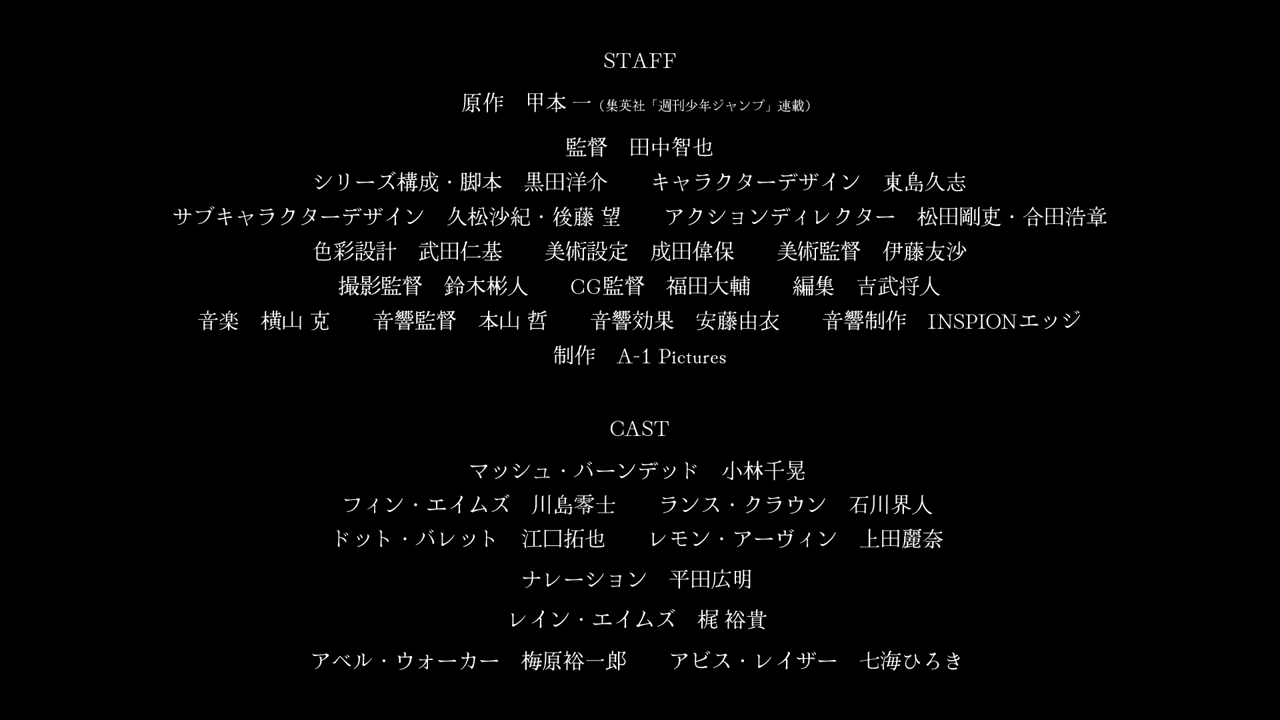 STAFF
原作　甲本 一（集英社「週刊少年ジャンプ」連載）
監督　田中智也
シリーズ構成・脚本　黒田洋介　　キャラクターデザイン　東島久志
サブキャラクターデザイン　久松沙紀・後藤 望　　アクションディレクター　松田剛吏・合田浩章
色彩設計　武田仁基　　美術設定　成田偉保　　美術監督　伊藤友沙
撮影監督　鈴木彬人　　CG監督　福田大輔　　編集　吉武将人
音楽　横山 克　　音響監督　本山 哲　　音響効果　安藤由衣　　音響制作　INSPIONエッジ
制作　A-1 Pictures
CAST
マッシュ・バーンデッド　小林千晃
フィン・エイムズ　川島零士　　ランス・クラウン　石川界人
ドット・バレット　江口拓也　　レモン・アーヴィン　上田麗奈
ナレーション　平田広明
レイン・エイムズ　梶 裕貴
アベル・ウォーカー　梅原裕一郎　　アビス・レイザー　七海ひろき